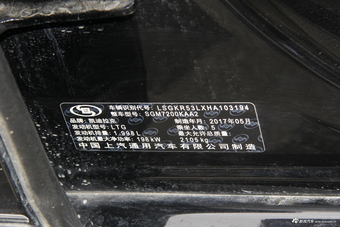 车辆识别代号: LSGKR53LXHA103194
整车型号: SGM7200KAA2
品牌: 凯迪拉克 制造年月: 2017年05月
发动机型号: LTG 乘坐人数: 5
发动机排量: 1.998L 最大允许总质量:
发动机最大净功率: 198 kW 2105 kg
中国上汽通用汽车有限公司制造